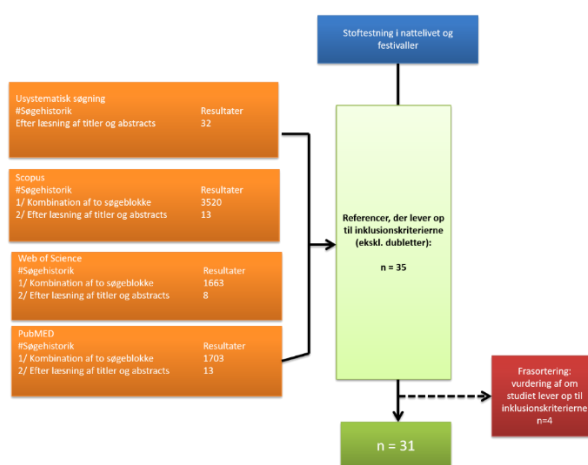 Stoftestning i nattelivet og
festivaller
Usystematisk søgning
#Søgehistorik Resultater
Efter læsning af titler og abstracts 32
Scopus
#Søgehistorik Resultater
1/ Kombination af to søgeblokke 3520
2/ Efter læsning af titler og abstracts 13
Web of Science
#Søgehistorik Resultater
1/ Kombination af to søgeblokke 1663
2/ Efter læsning af titler og abstracts 8
PubMED
#Søgehistorik Resultater
1/ Kombination af to søgeblokke 1703
2/ Efter læsning af titler og abstracts 13
Referencer, der lever op
til inklusionskriterierne
(ekskl. dubletter):
n = 35
Frasortering:
vurdering af om
studiet lever op til
inklusionskriterierne
n=4
n = 31